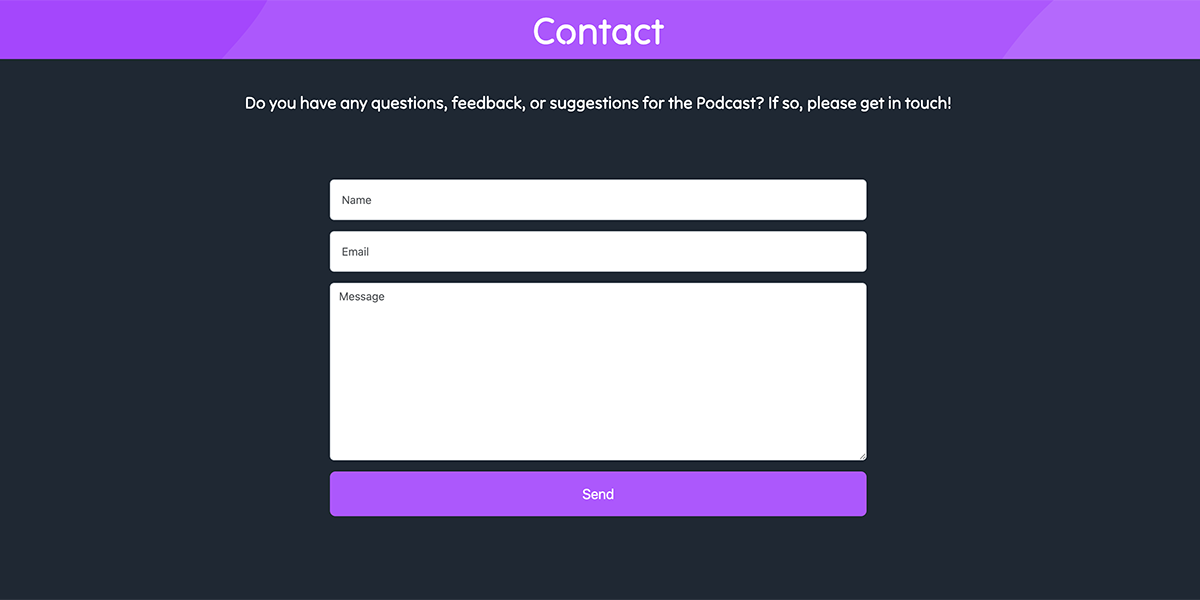 Contact
Do you have any questions, feedback, or suggestions for the Podcast? If so, please get in touch!
Name
Email
Message
Send